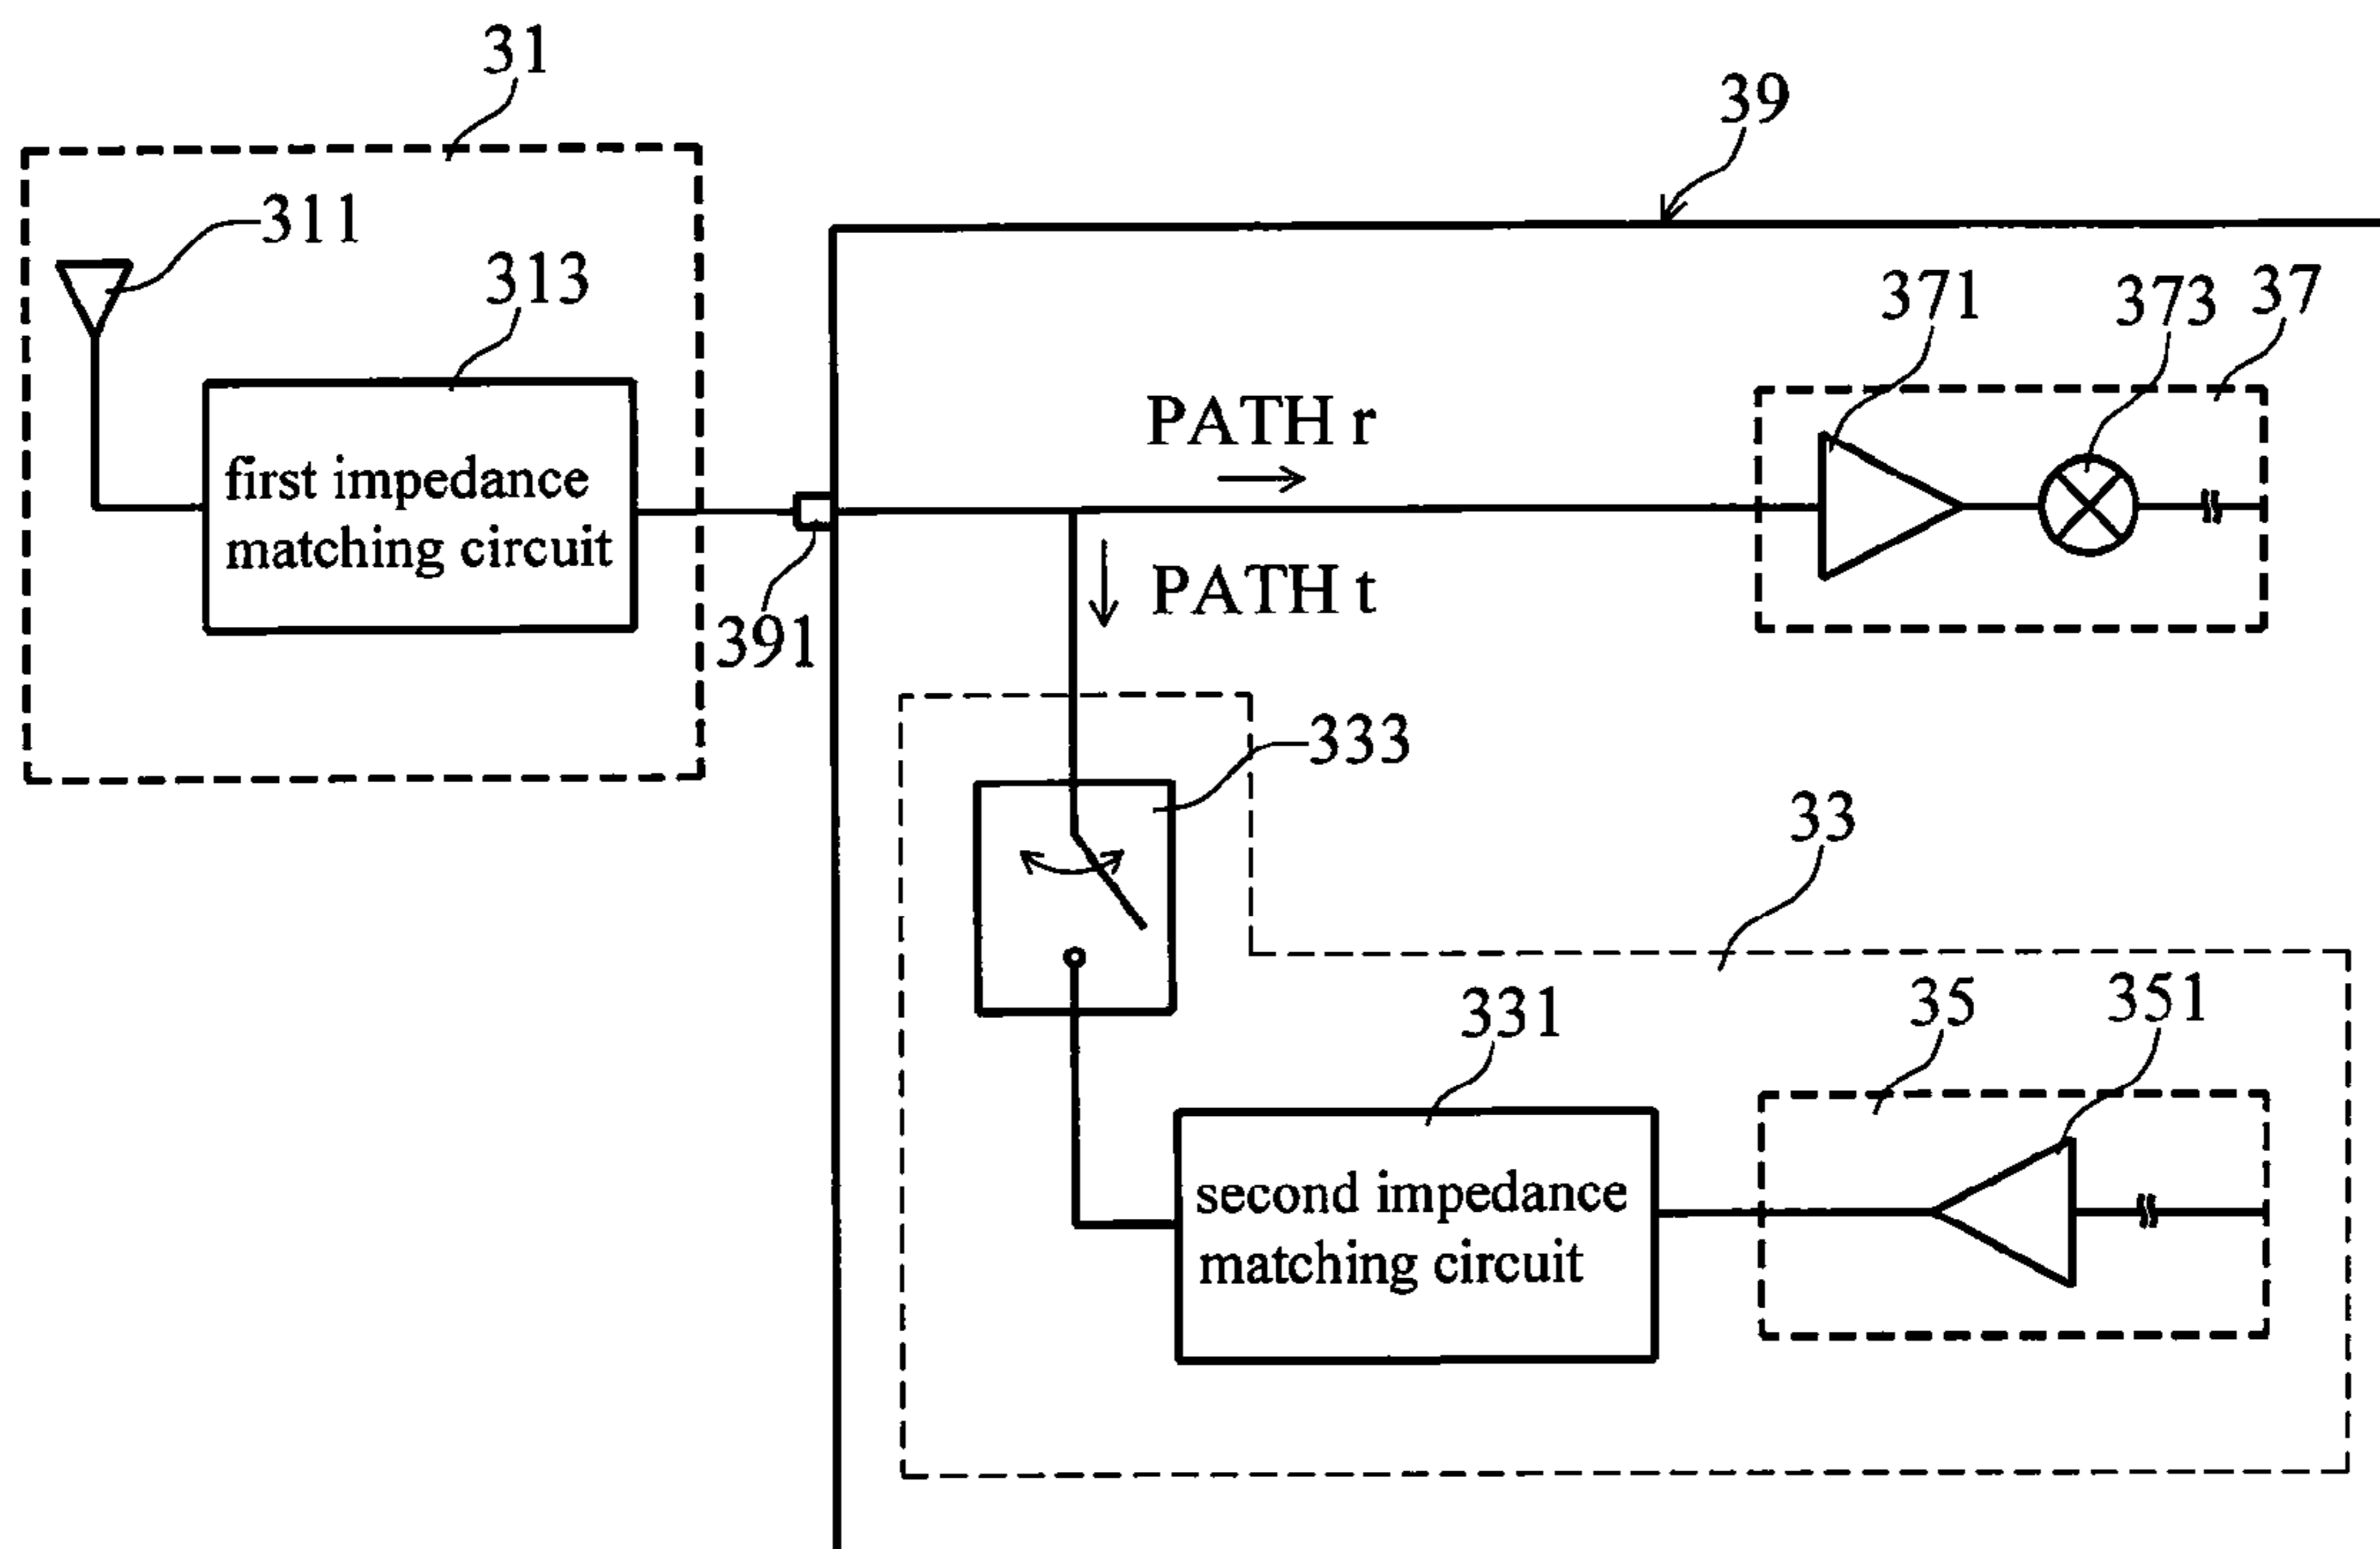 31
39
311
313
371
373
37
PATH r
first impedance
matching circuit
PATH t
391
333
33
331
35
351
second impedance
matching circuit